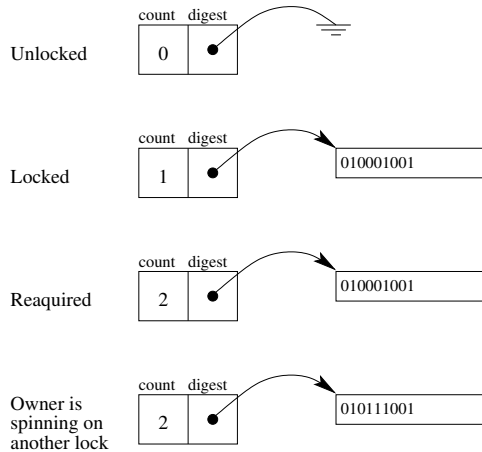 count digest
Unlocked 0
count digest
Locked 1 010001001
count digest
Reaquired 2 010001001
count digest
Owner is
spinning on 2 010111001
another lock